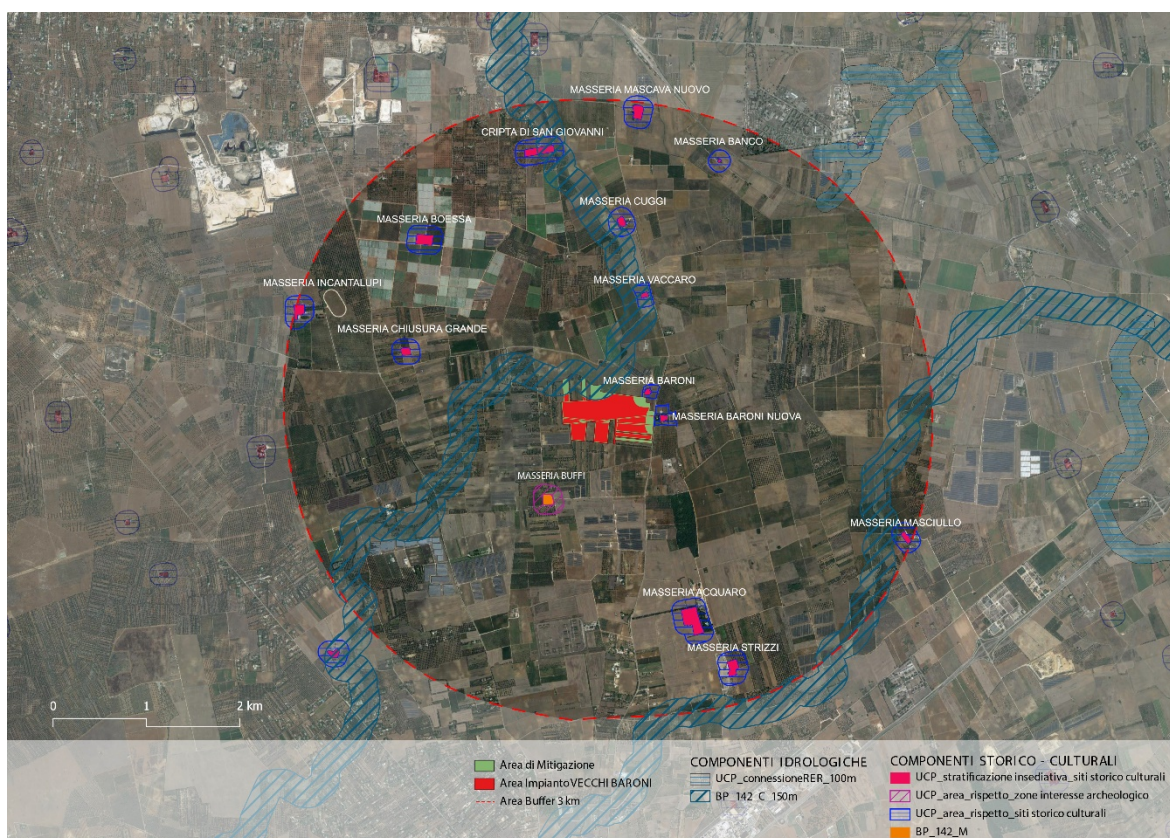 MASSERIA MASCAVA NUOVO
CRIPTA DI SAN GIOVANNI
MASSERIA BANCO
MASSERIA CUGGI
MASSERIA BOESSA
MASSERIA INCANTALUPI
MASSERIA VACCARO
MASSERIA CHIUSURA GRANDE
MASSERIA BARONI
MASSERIA BARONI NUOVA
MASSERIA BUFFI
MASSERIA MASCIULLO
MASSERIA ACQUARO
MASSERIA STRIZZI
0 1 2 km
Area di Mitigazione
Area Impianto VECCHI BARONI
Area Buffer 3 km
COMPONENTI IDROLOGICHE
UCP_connessioneRER_100m
BP_142_C_150m
COMPONENTI STORICO - CULTURALI
UCP_stratificazione insediativa_siti storico culturali
UCP_area_rispetto_zone interesse archeologico
UCP_area_rispetto_siti storico culturali
BP_142_M